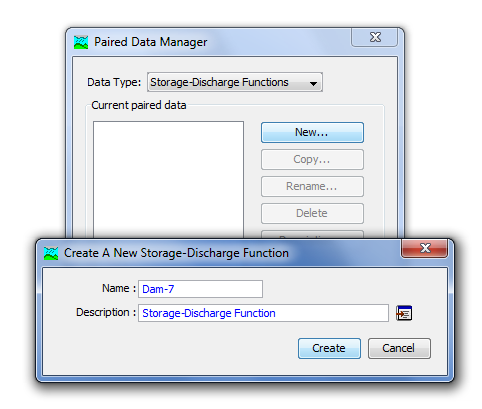 Paired Data Manager
Data Type: Storage-Discharge Functions
Current paired data
New...
Copy...
Rename...
Delete
Create A New Storage-Discharge Function
Name : Dam-7
Description : Storage-Discharge Function
Create Cancel